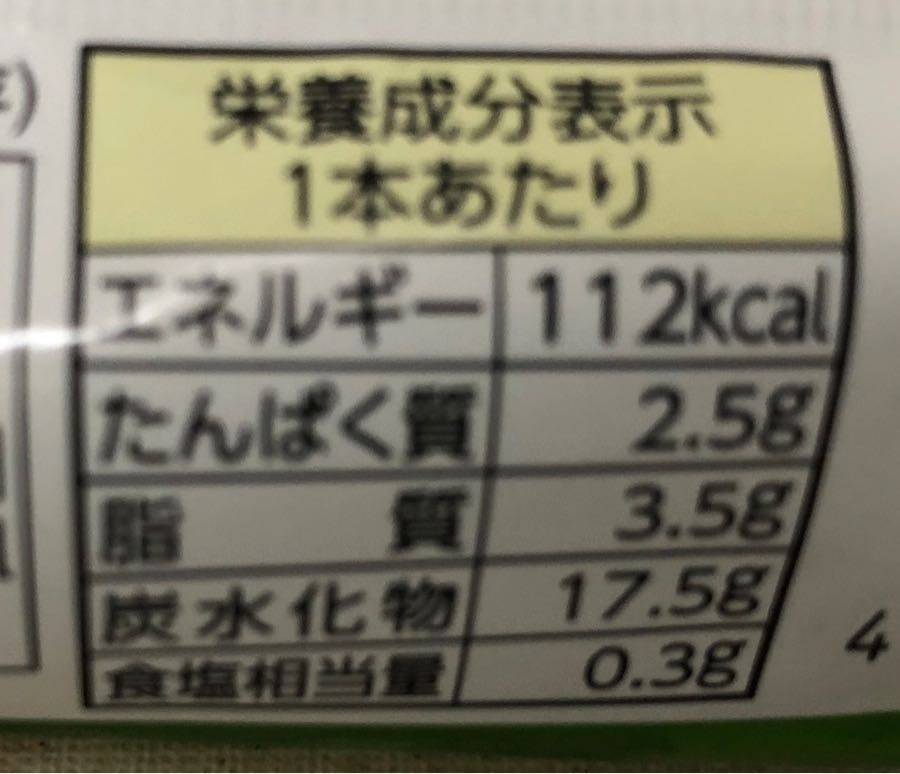 栄養成分表示
1本あたり
エネルギー 112kcal
たんぱく質 2.5g
脂質 3.5g
炭水化物 17.5g
食塩相当量 0.3g
4